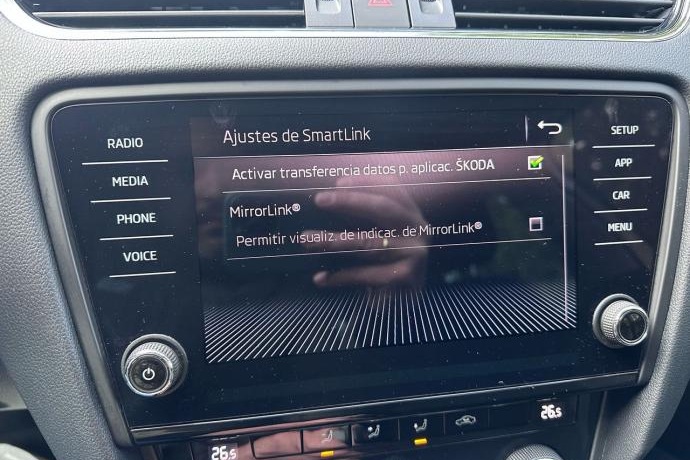 RADIO
MEDIA
PHONE
VOICE
Ajustes de SmartLink
Activar transferencia datos p. aplicac. ŠKODA
MirrorLink®
Permitir visualiz. de indicac. de MirrorLink®
SETUP
APP
CAR
MENU
26.5
26.5